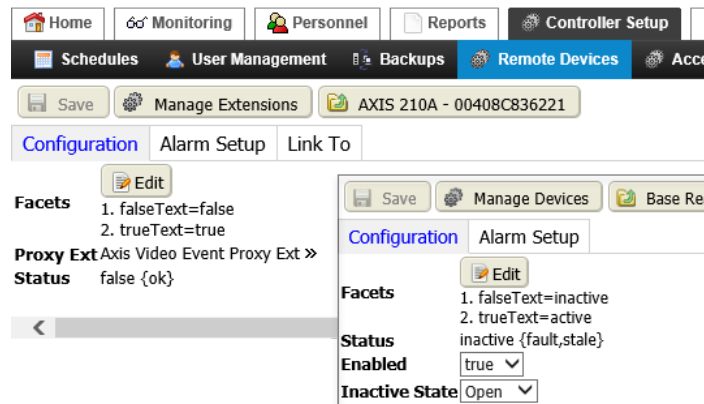 Home Monitoring Personnel Reports Controller Setup
Schedules User Management Backups Remote Devices Acce
Save Manage Extensions AXIS 210A - 00408C836221
Configuration Alarm Setup Link To
Edit
Facets
1. falseText=false
2. trueText=true
Proxy Ext Axis Video Event Proxy Ext »
Status false {ok}
Save Manage Devices Base Re
Configuration Alarm Setup
Edit
Facets
1. falseText=inactive
2. trueText=active
Status inactive {fault,stale}
Enabled true
Inactive State Open